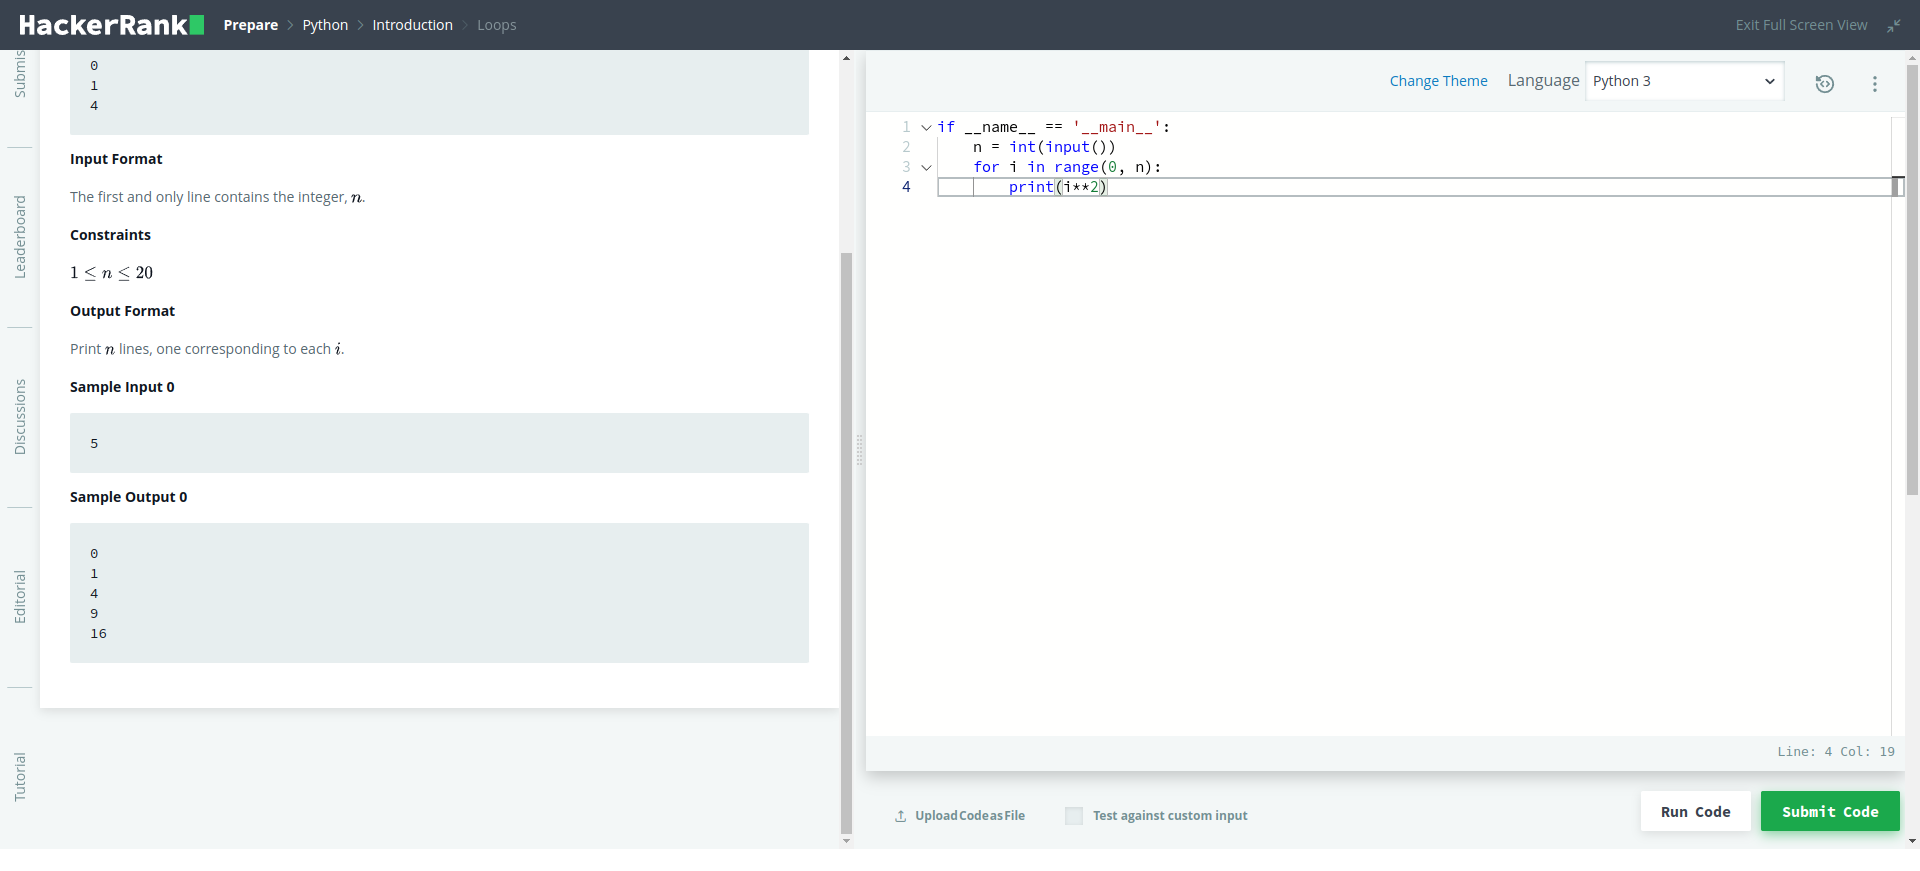 HackerRank Prepare > Python > Introduction > Loops
Exit Full Screen View
Submis
Leaderboard
Discussions
Editorial
Tutorial
0
1
4
Input Format
The first and only line contains the integer, n.
Constraints
1 ≤ n ≤ 20
Output Format
Print n lines, one corresponding to each i.
Sample Input 0
5
Sample Output 0
0
1
4
9
16
Change Theme Language Python 3
1 if __name__ == '__main__':
2     n = int(input())
3     for i in range(0, n):
4         print(i**2)
Line: 4 Col: 19
Upload Code as File Test against custom input
Run Code Submit Code